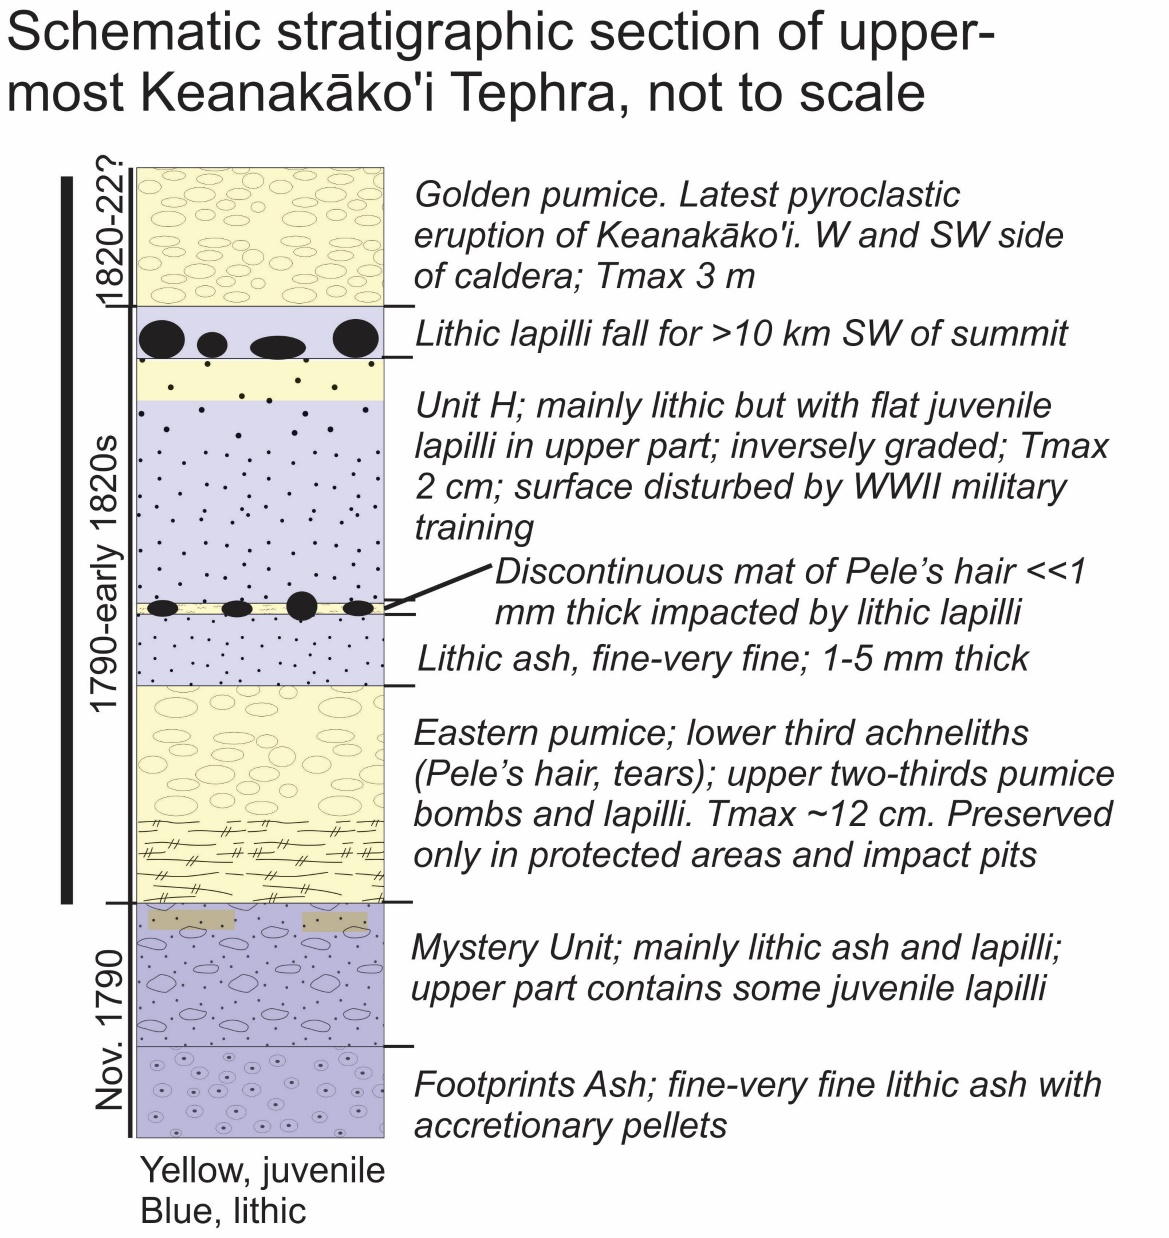 Schematic stratigraphic section of upper-
most Keanakāko'i Tephra, not to scale
1820-22?
Golden pumice. Latest pyroclastic
eruption of Keanakāko'i. W and SW side
of caldera; Tmax 3 m
Lithic lapilli fall for >10 km SW of summit
1790-early 1820s
Unit H; mainly lithic but with flat juvenile
lapilli in upper part; inversely graded; Tmax
2 cm; surface disturbed by WWII military
training
Discontinuous mat of Pele’s hair <<1
mm thick impacted by lithic lapilli
Lithic ash, fine-very fine; 1-5 mm thick
Eastern pumice; lower third achneliths
(Pele’s hair, tears); upper two-thirds pumice
bombs and lapilli. Tmax ~12 cm. Preserved
only in protected areas and impact pits
Nov. 1790
Mystery Unit; mainly lithic ash and lapilli;
upper part contains some juvenile lapilli
Footprints Ash; fine-very fine lithic ash with
accretionary pellets
Yellow, juvenile
Blue, lithic